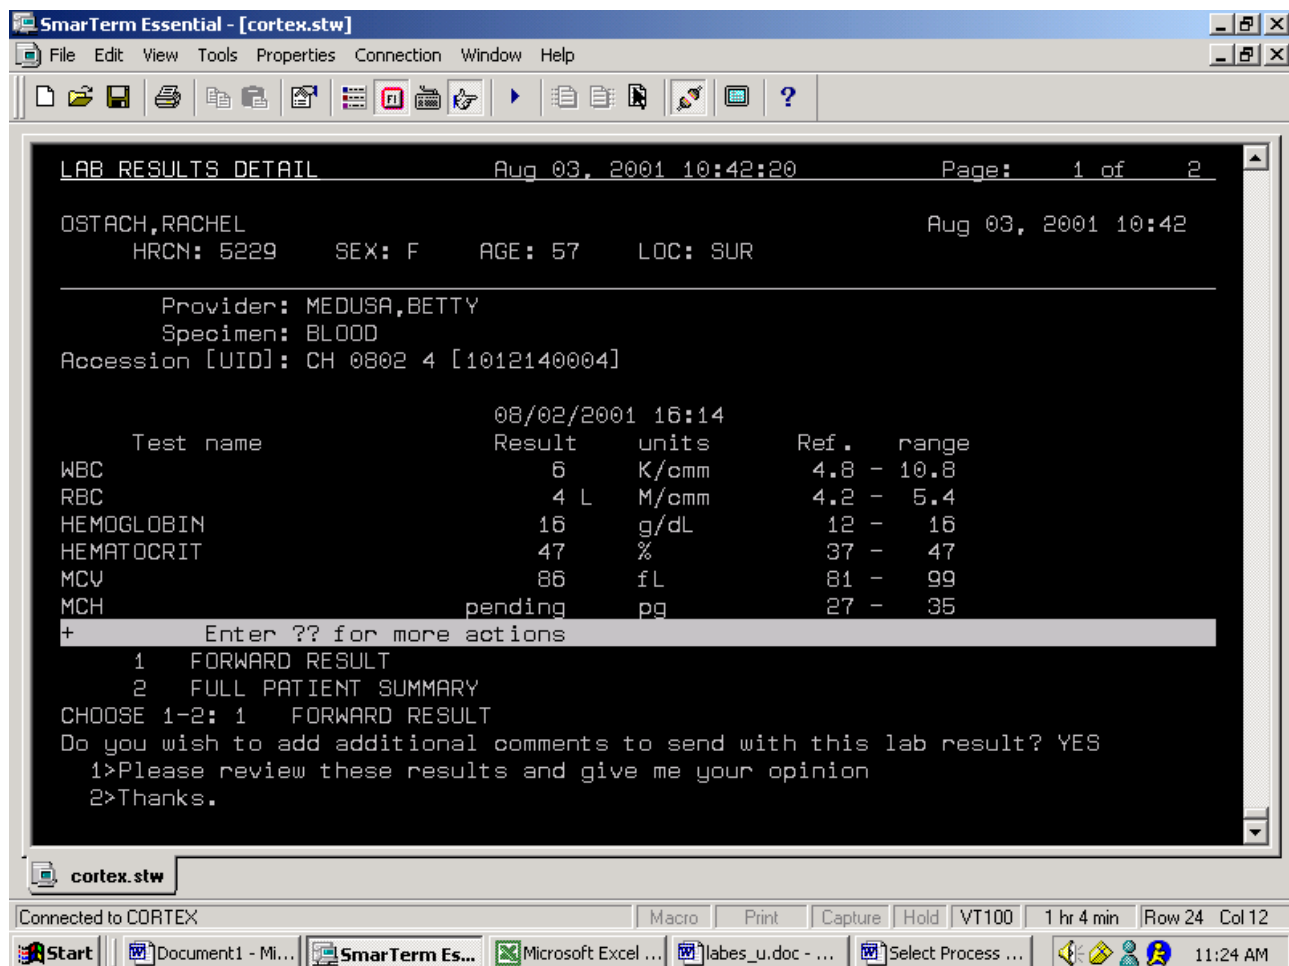 SmarTerm Essential - [cortex.stw]
File Edit View Tools Properties Connection Window Help
LAB RESULTS DETAIL Aug 03, 2001 10:42:20 Page: 1 of 2
OSTACH,RACHEL Aug 03, 2001 10:42
HRCN: 5229 SEX: F AGE: 57 LOC: SUR
Provider: MEDUSA,BETTY
Specimen: BLOOD
Accession [UID]: CH 0802 4 [1012140004]
08/02/2001 16:14
Test name Result units Ref. range
WBC 6 K/cmm 4.8 - 10.8
RBC 4 L M/cmm 4.2 - 5.4
HEMOGLOBIN 16 g/dL 12 - 16
HEMATOCRIT 47 % 37 - 47
MCV 86 fL 81 - 99
MCH pending pg 27 - 35
+ Enter ?? for more actions
1 FORWARD RESULT
2 FULL PATIENT SUMMARY
CHOOSE 1-2: 1 FORWARD RESULT
Do you wish to add additional comments to send with this lab result? YES
1>Please review these results and give me your opinion
2>Thanks.
cortex.stw
Connected to CORTEX Macro Print Capture Hold VT100 1 hr 4 min Row 24 Col 12
Start Document1 - Mi... SmarTerm Es... Microsoft Excel ... labes_u.doc - ... Select Process ... 11:24 AM